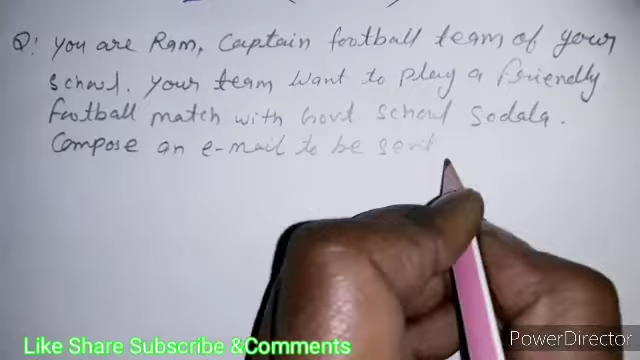 Q: You are Ram, Captain football team of your
school. Your team want to play a friendly
football match with Govt school Sodala.
Compose an e-mail to be sent
Like Share Subscribe &Comments
PowerDirector